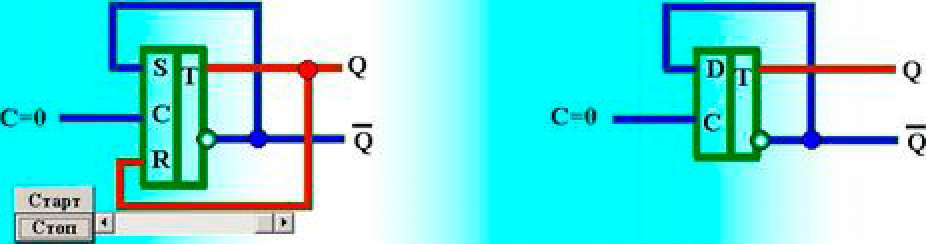 S T Q
C=0 C
Q̅
R
Старт
Стоп
D T Q
C=0 C
Q̅